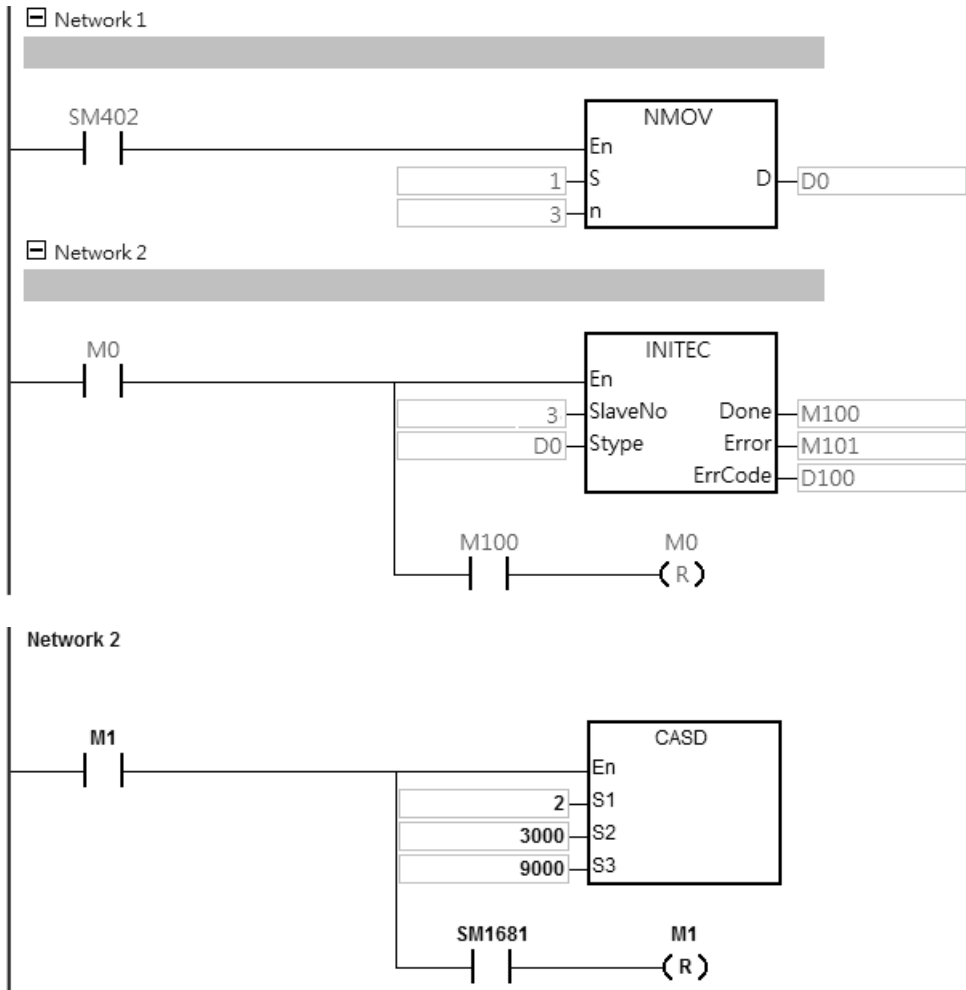 Network 1
SM402
NMOV
En
1 S D D0
3 n
Network 2
M0
INITEC
En
3 SlaveNo Done M100
D0 Stype Error M101
ErrCode D100
M100 M0
R
Network 2
M1
CASD
En
2 S1
3000 S2
9000 S3
SM1681 M1
R